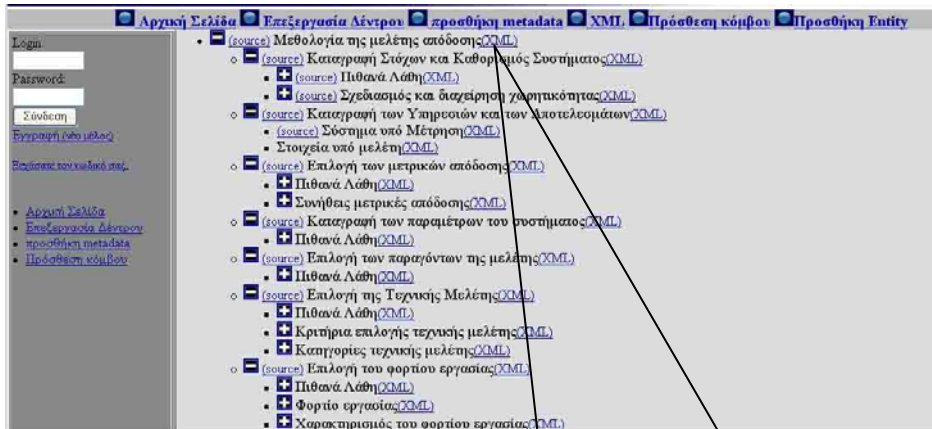 Αρχική Σελίδα Επεξεργασία Δέντρου προσθήκη metadata XML Πρόσθεση κόμβου Προσθήκη Entity
Login:
Password:
Σύνδεση
Εγγραφή (νέο μέλος)
Ξεχάσατε τον κωδικό σας;
Αρχική Σελίδα
Επεξεργασία Δέντρου
προσθήκη metadata
Πρόσθεση κόμβου
(source) Μεθολογία της μελέτης απόδοσης(XML)
(source) Καταγραφή Στόχων και Καθορισμός Συστήματος(XML)
(source) Πιθανά Λάθη(XML)
(source) Σχεδιασμός και διαχείρηση χωρητικότητας(XML)
(source) Καταγραφή των Υπηρεσιών και των Αποτελεσμάτων(XML)
(source) Σύστημα υπό Μέτρηση(XML)
Στοιχεία υπό μελέτη(XML)
(source) Επιλογή των μετρικών απόδοσης(XML)
Πιθανά Λάθη(XML)
Συνήθεις μετρικές απόδοσης(XML)
(source) Καταγραφή των παραμέτρων του συστήματος(XML)
Πιθανά Λάθη(XML)
(source) Επιλογή των παραγόντων της μελέτης(XML)
Πιθανά Λάθη(XML)
(source) Επιλογή της Τεχνικής Μελέτης(XML)
Πιθανά Λάθη(XML)
Κριτήρια επιλογής τεχνικής μελέτης(XML)
Κατηγορίες τεχνικής μελέτης(XML)
(source) Επιλογή του φορτίου εργασίας(XML)
Πιθανά Λάθη(XML)
Φορτίο εργασίας(XML)
Χαρακτηρισμός του φορτίου εργασίας(XML)